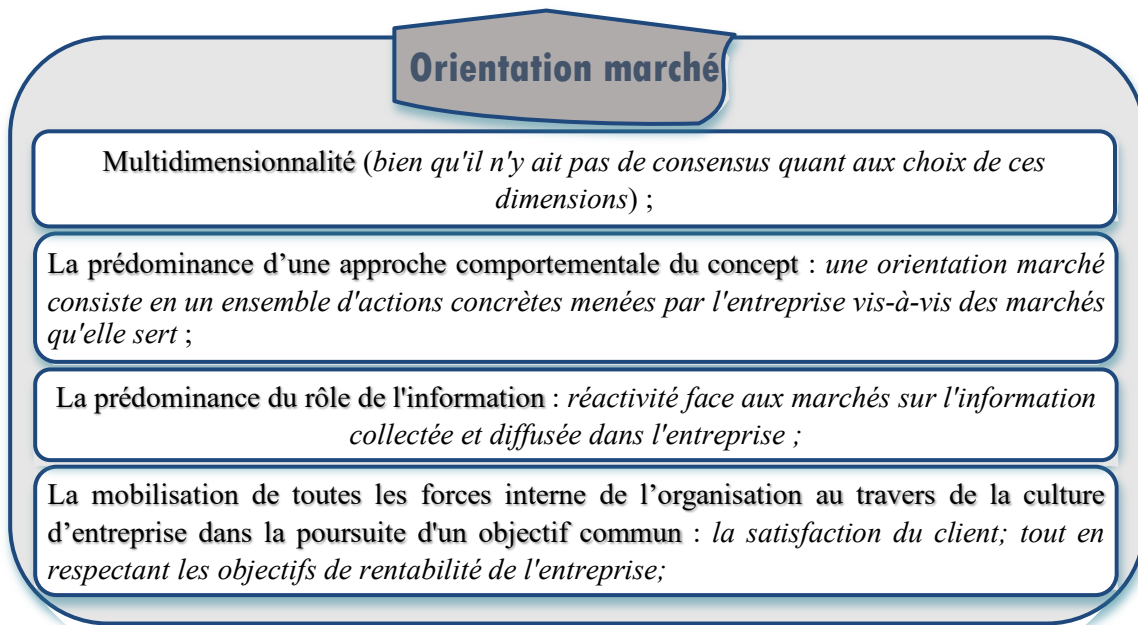 Orientation marché
Multidimensionnalité (bien qu'il n'y ait pas de consensus quant aux choix de ces
dimensions) ;
La prédominance d’une approche comportementale du concept : une orientation marché
consiste en un ensemble d'actions concrètes menées par l'entreprise vis-à-vis des marchés
qu'elle sert ;
La prédominance du rôle de l'information : réactivité face aux marchés sur l'information
collectée et diffusée dans l'entreprise ;
La mobilisation de toutes les forces interne de l’organisation au travers de la culture
d’entreprise dans la poursuite d'un objectif commun : la satisfaction du client; tout en
respectant les objectifs de rentabilité de l'entreprise;